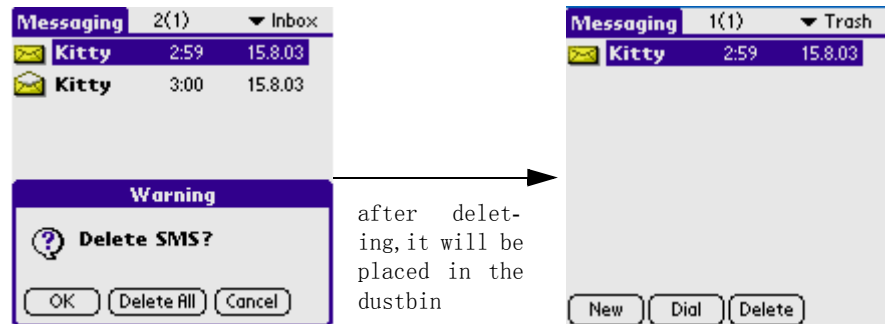 Messaging 2(1) Inbox
Kitty 2:59 15.8.03
Kitty 3:00 15.8.03
Warning
Delete SMS?
OK Delete All Cancel
after delet-
ing,it will be
placed in the
dustbin
Messaging 1(1) Trash
Kitty 2:59 15.8.03
New Dial Delete